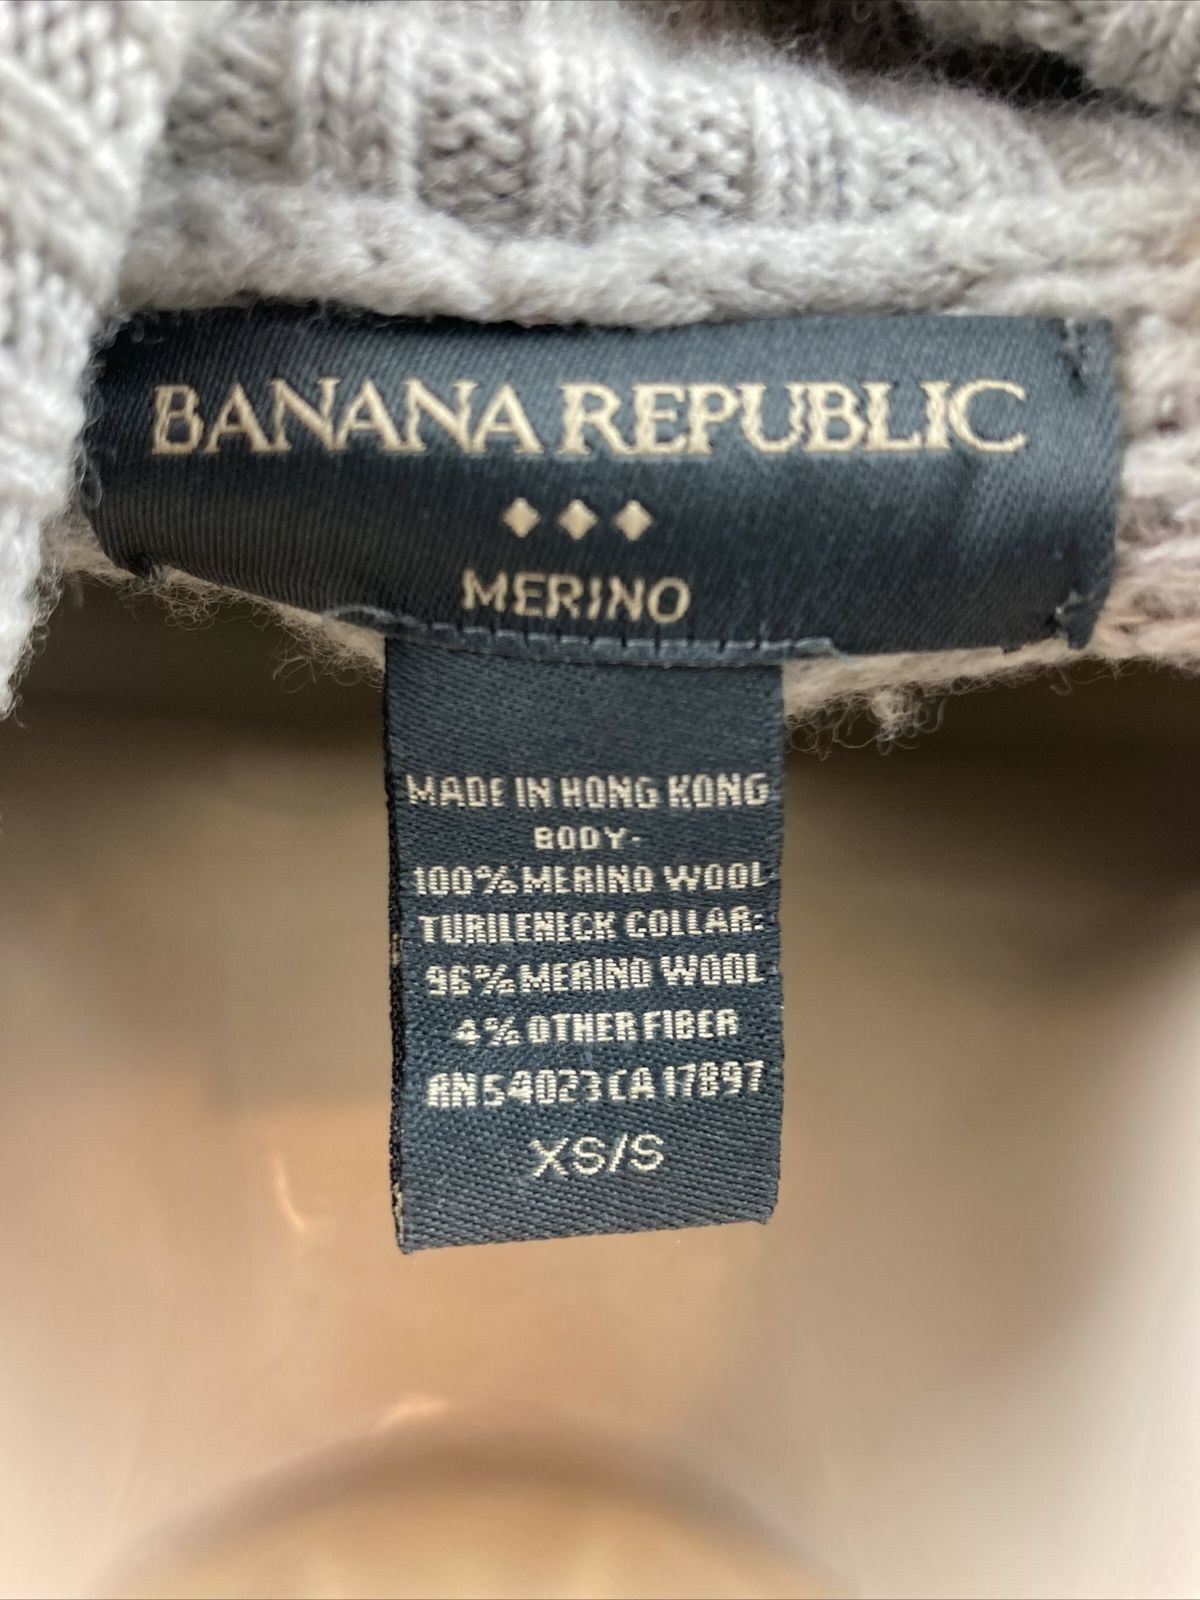 BANANA REPUBLIC
MERINO
MADE IN HONG KONG
BODY-
100% MERINO WOOL
TURTLENECK COLLAR:
96% MERINO WOOL
4% OTHER FIBER
RN 54023 CA 17897
XS/S